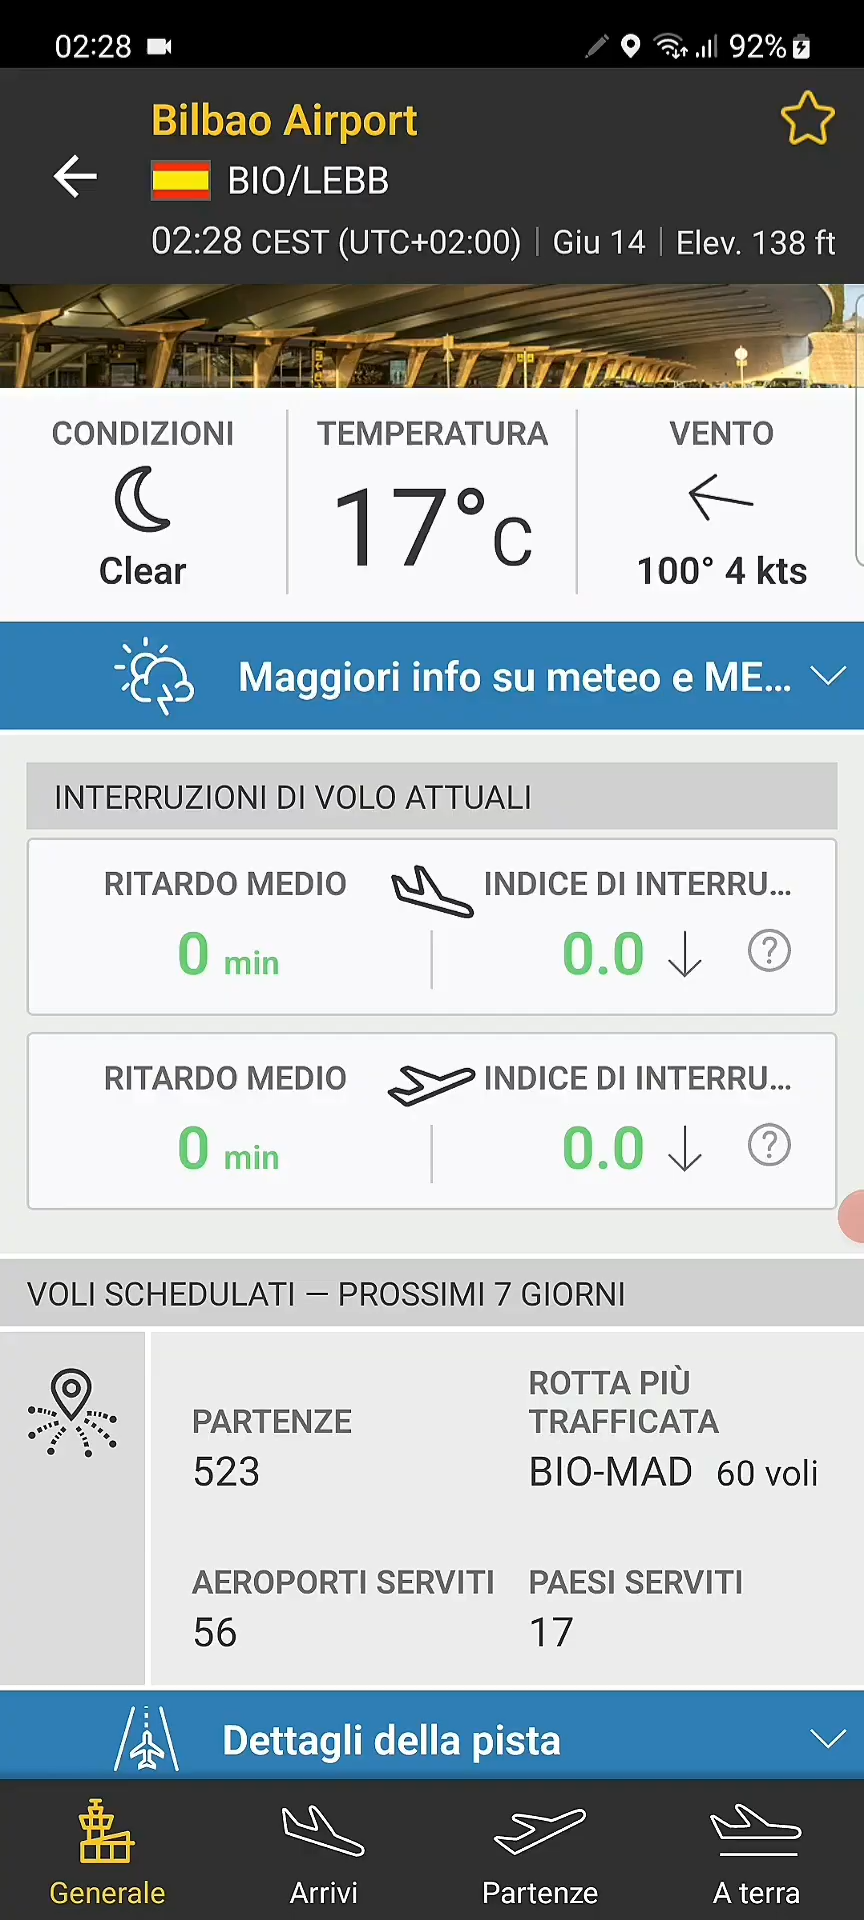 02:28
92%
Bilbao Airport
BIO/LEBB
02:28 CEST (UTC+02:00) | Giu 14 | Elev. 138 ft
CONDIZIONI
Clear
TEMPERATURA
17°C
VENTO
100° 4 kts
Maggiori info su meteo e ME...
INTERRUZIONI DI VOLO ATTUALI
RITARDO MEDIO
0 min
INDICE DI INTERRU...
0.0
?
RITARDO MEDIO
0 min
INDICE DI INTERRU...
0.0
?
VOLI SCHEDULATI — PROSSIMI 7 GIORNI
PARTENZE
523
ROTTA PIÙ
TRAFFICATA
BIO-MAD 60 voli
AEROPORTI SERVITI
56
PAESI SERVITI
17
Dettagli della pista
Generale
Arrivi
Partenze
A terra